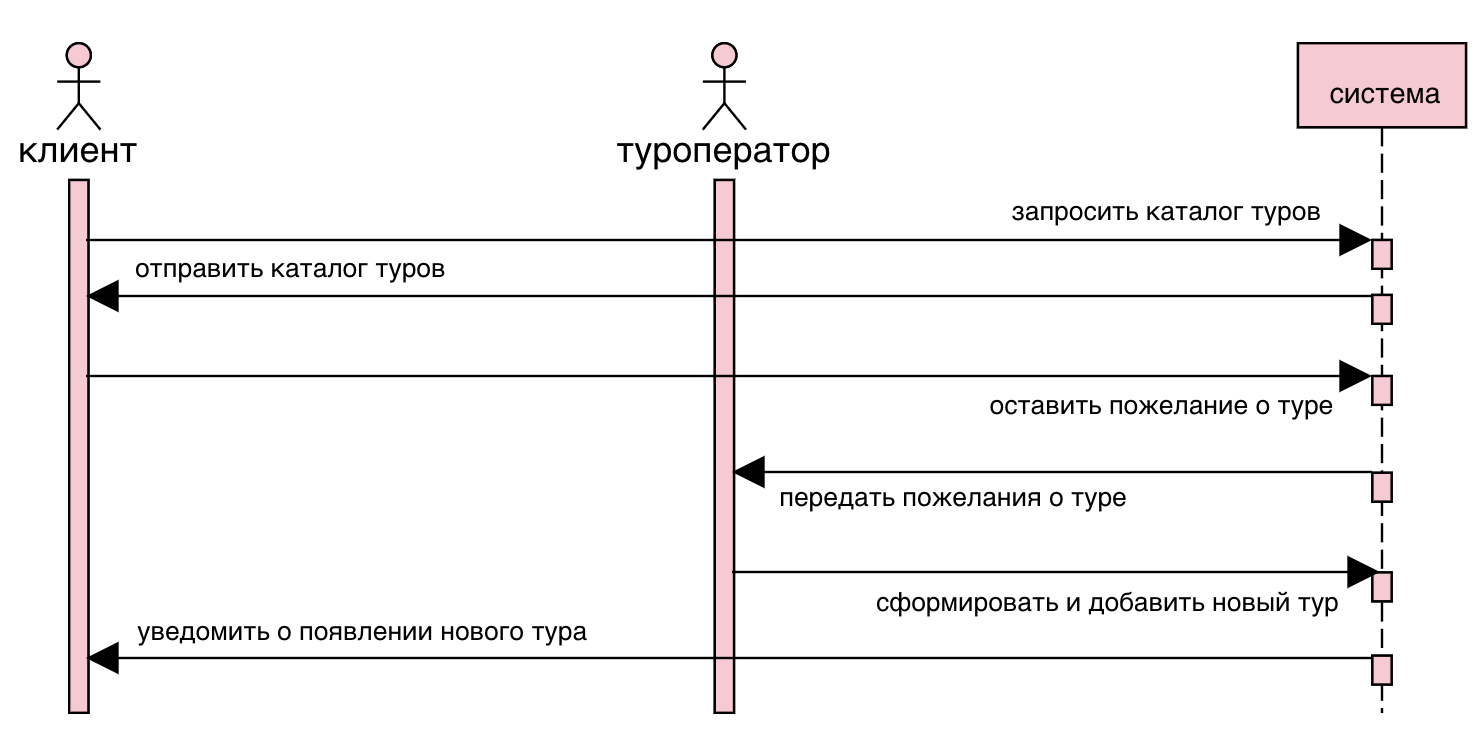 система
клиент
туроператор
запросить каталог туров
отправить каталог туров
оставить пожелание о туре
передать пожелания о туре
сформировать и добавить новый тур
уведомить о появлении нового тура